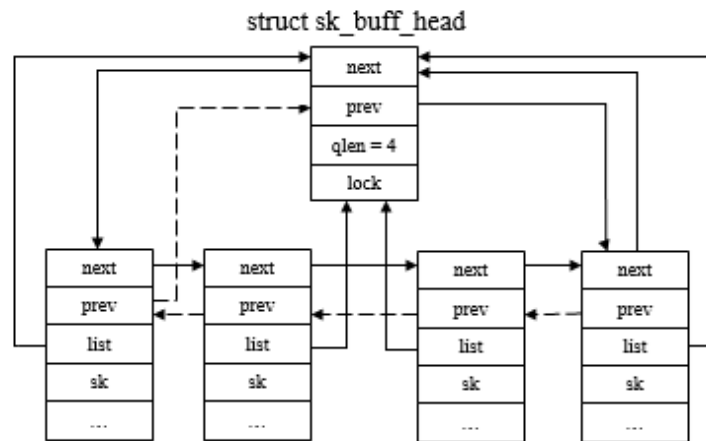 struct sk_buff_head
next
prev
qlen = 4
lock
next
prev
list
sk
....
next
prev
list
sk
....
next
prev
list
sk
....
next
prev
list
sk
....